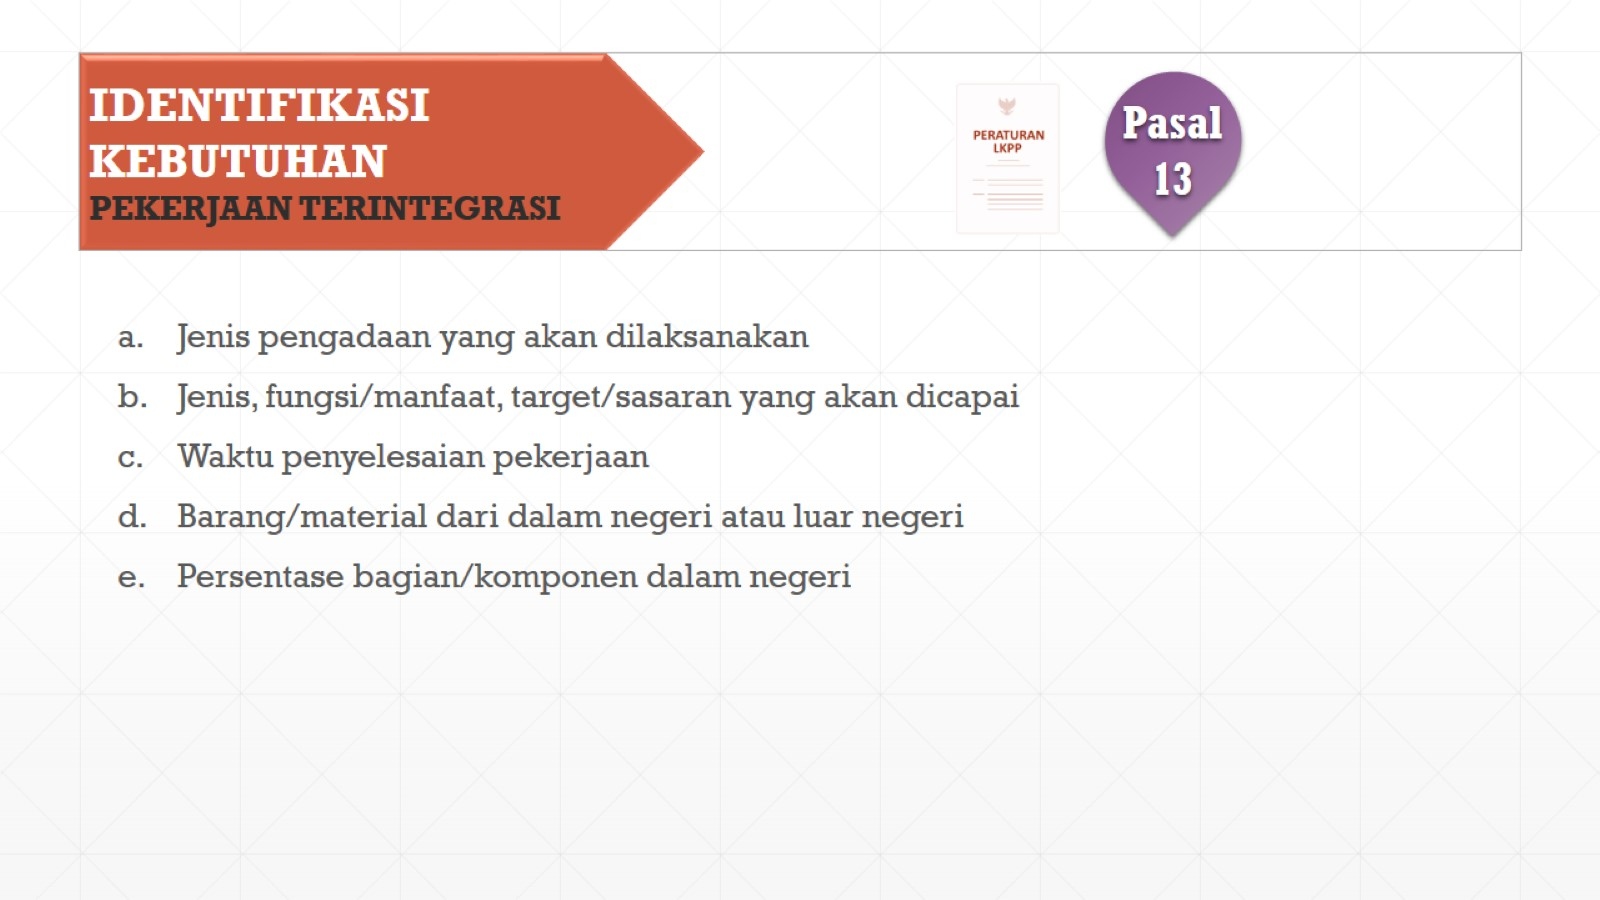 IDENTIFIKASI
KEBUTUHAN
PEKERJAAN TERINTEGRASI
PERATURAN
LKPP
Pasal
13
a. Jenis pengadaan yang akan dilaksanakan
b. Jenis, fungsi/manfaat, target/sasaran yang akan dicapai
c. Waktu penyelesaian pekerjaan
d. Barang/material dari dalam negeri atau luar negeri
e. Persentase bagian/komponen dalam negeri